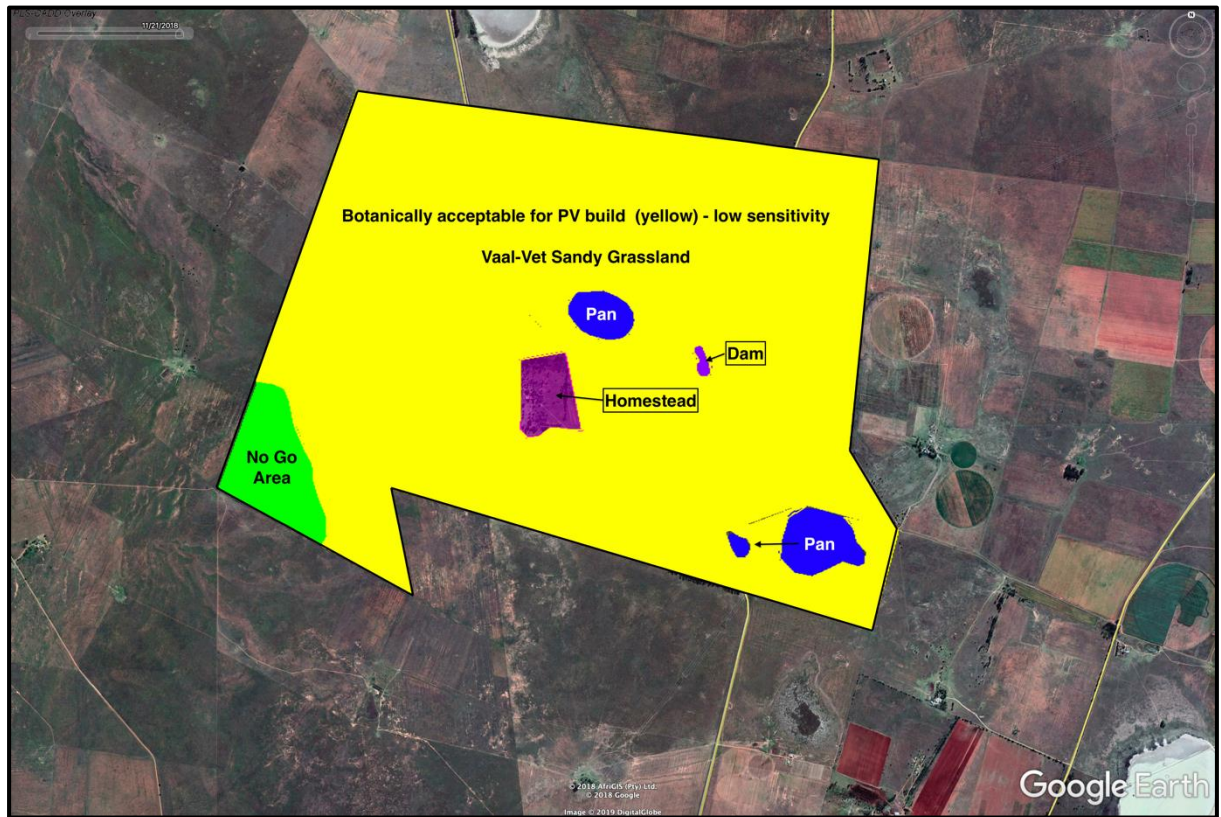 11/21/2018
Botanically acceptable for PV build (yellow) - low sensitivity
Vaal-Vet Sandy Grassland
Pan
Dam
Homestead
No Go
Area
Pan
N
© 2018 AfriGIS (Pty) Ltd.
© 2018 Google
Image © 2019 DigitalGlobe
Google Earth